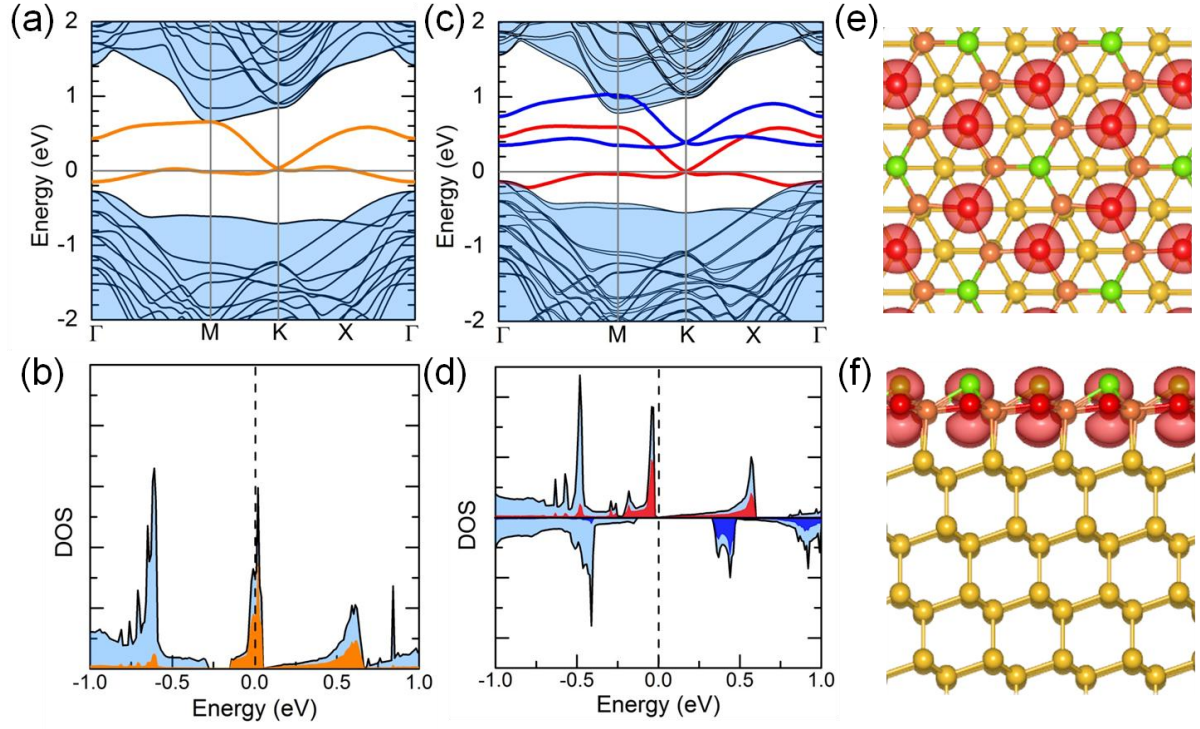 (a)
2
1
0
-1
-2
Energy (eV)
Γ
M
K
X
Γ
(c)
2
1
0
-1
-2
Energy (eV)
Γ
M
K
X
Γ
(e)
(b)
DOS
-1.0
-0.5
0.0
0.5
1.0
Energy (eV)
(d)
DOS
-1.0
-0.5
0.0
0.5
1.0
Energy (eV)
(f)